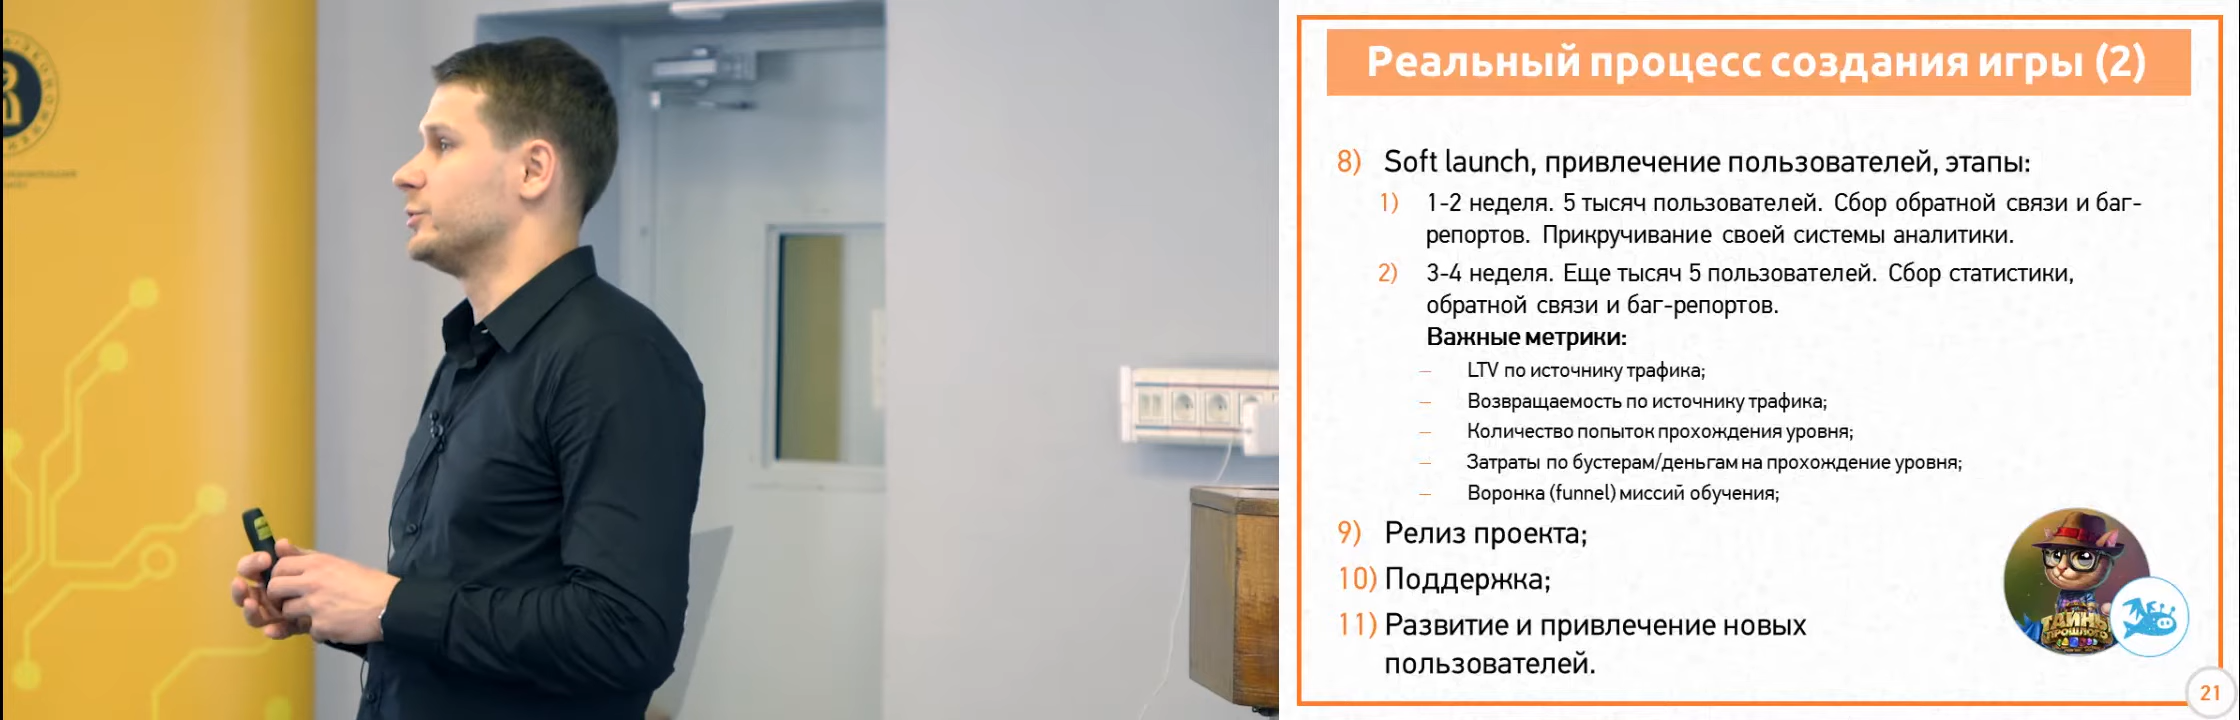 Реальный процесс создания игры (2)
8) Soft launch, привлечение пользователей, этапы:
1) 1-2 неделя. 5 тысяч пользователей. Сбор обратной связи и баг-
репортов. Прикручивание своей системы аналитики.
2) 3-4 неделя. Еще тысяч 5 пользователей. Сбор статистики,
обратной связи и баг-репортов.
Важные метрики:
– LTV по источнику трафика;
– Возвращаемость по источнику трафика;
– Количество попыток прохождения уровня;
– Затраты по бустерам/деньгам на прохождение уровня;
– Воронка (funnel) миссий обучения;
9) Релиз проекта;
10) Поддержка;
11) Развитие и привлечение новых
пользователей.
ТАЙНЫ
ПРОШЛОГО
21